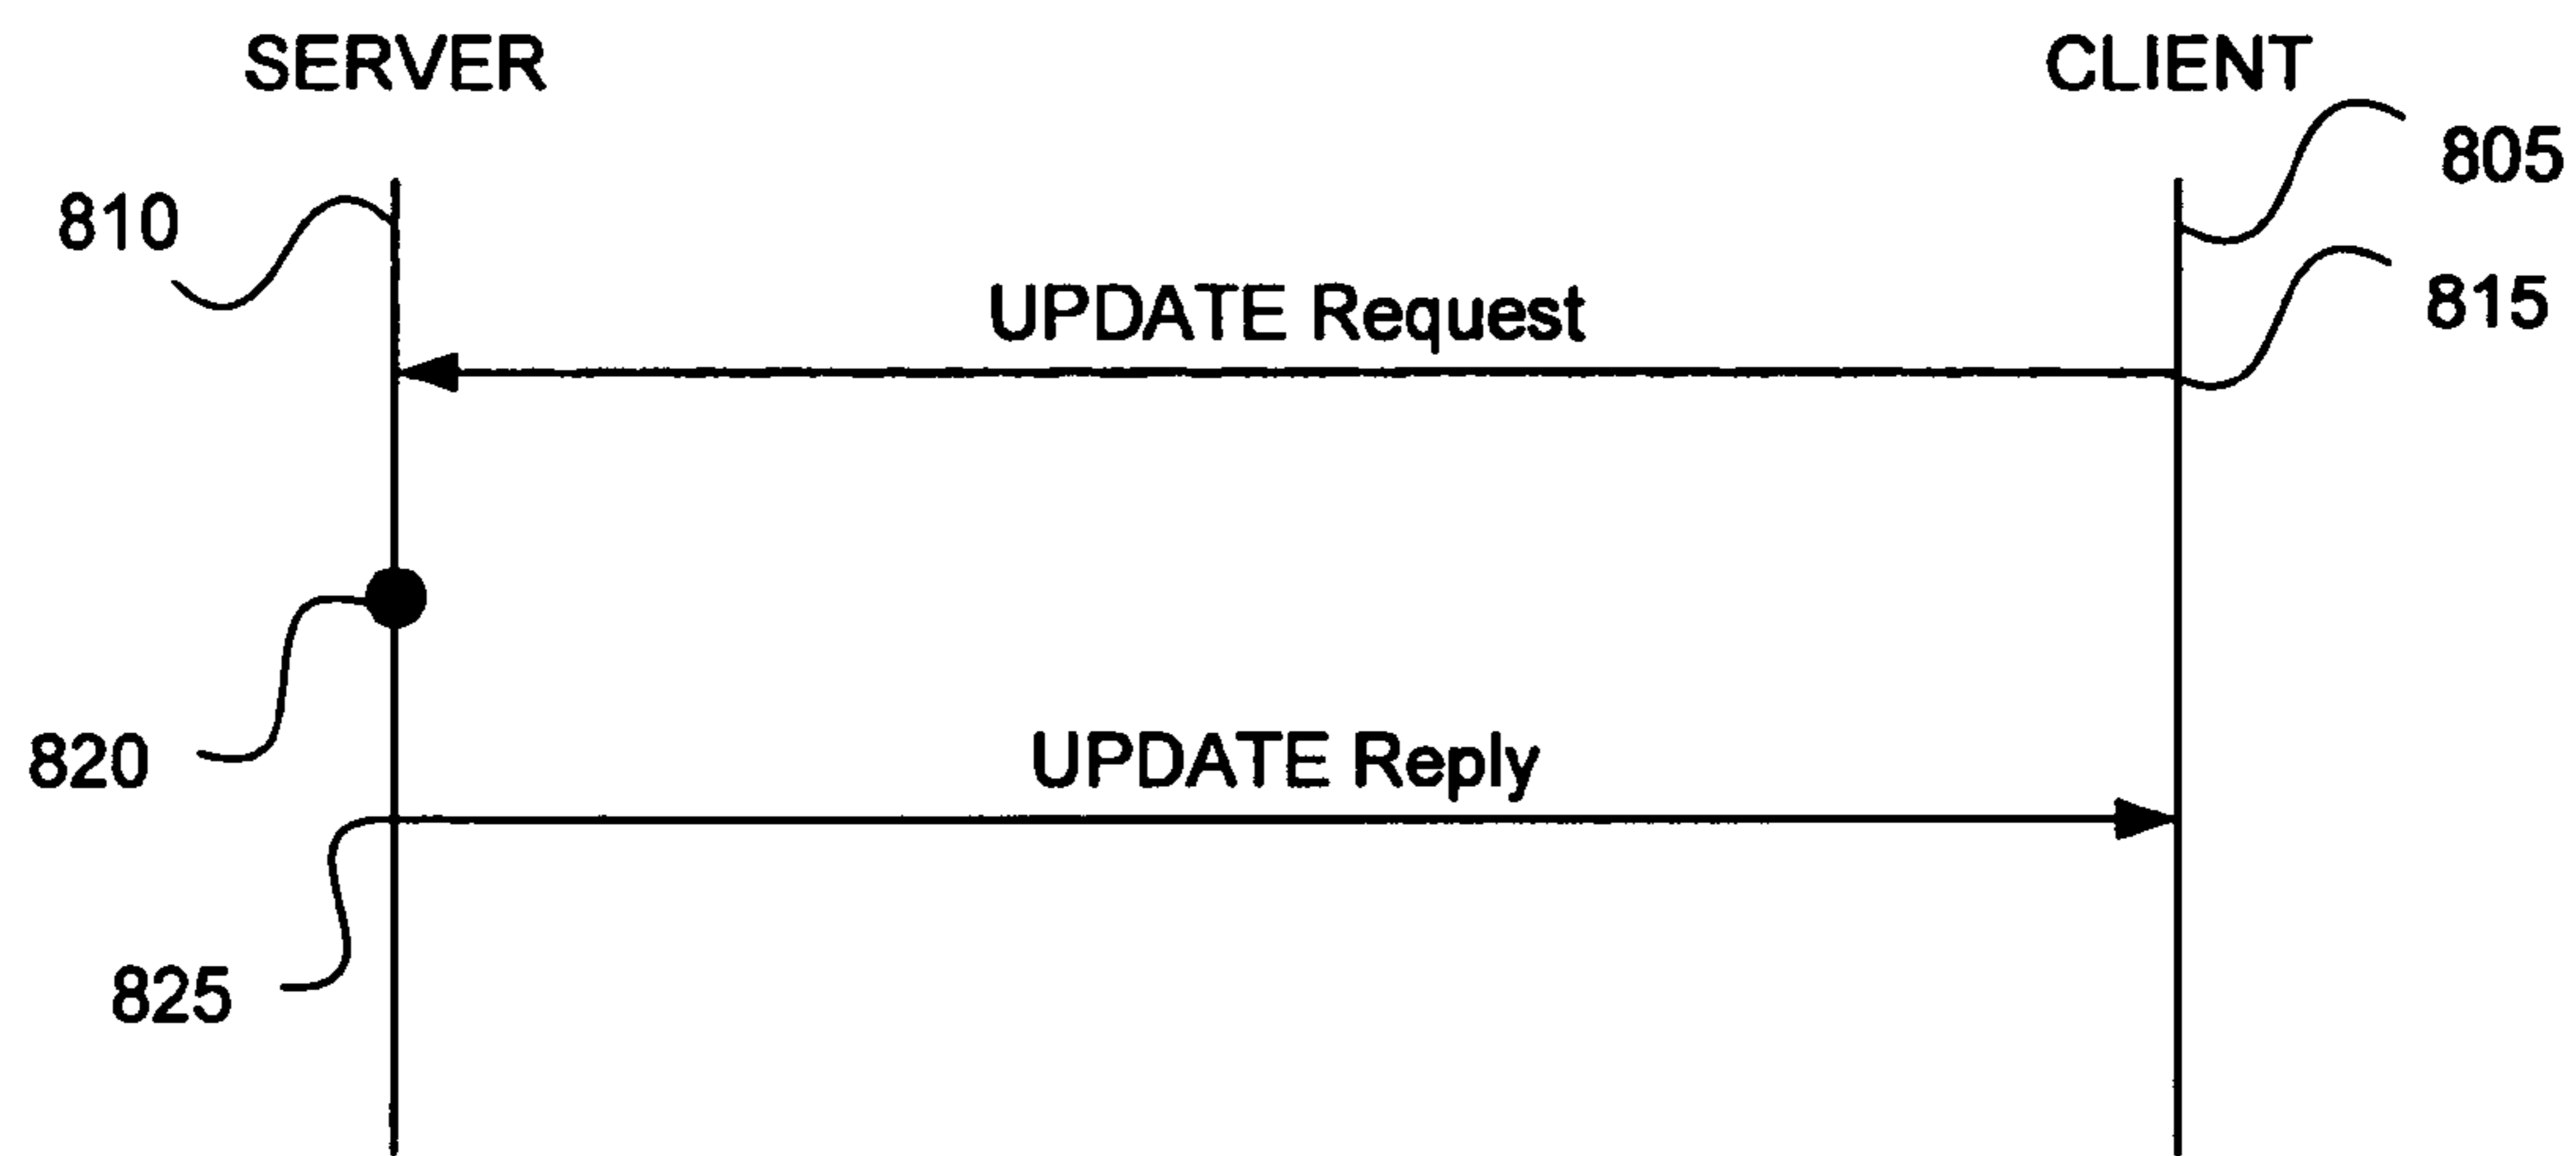 SERVER
CLIENT
805
810
UPDATE Request
815
820
UPDATE Reply
825